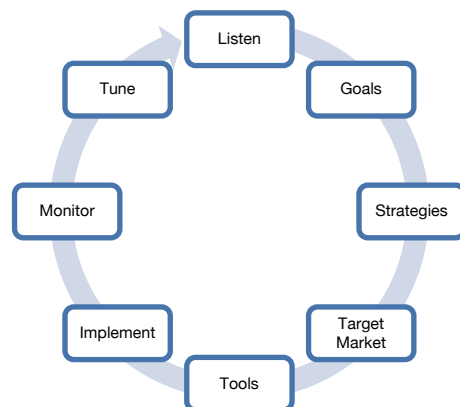 Listen
Goals
Strategies
Target
Market
Tools
Implement
Monitor
Tune